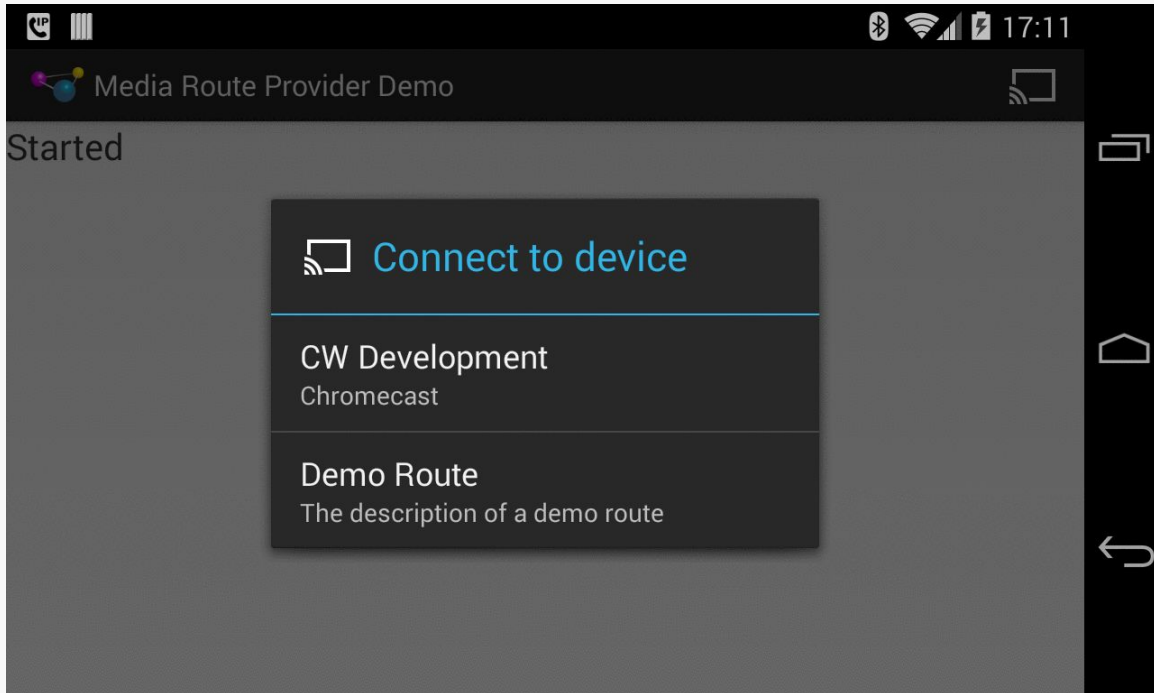 IP
17:11
Media Route Provider Demo
Started
Connect to device
CW Development
Chromecast
Demo Route
The description of a demo route